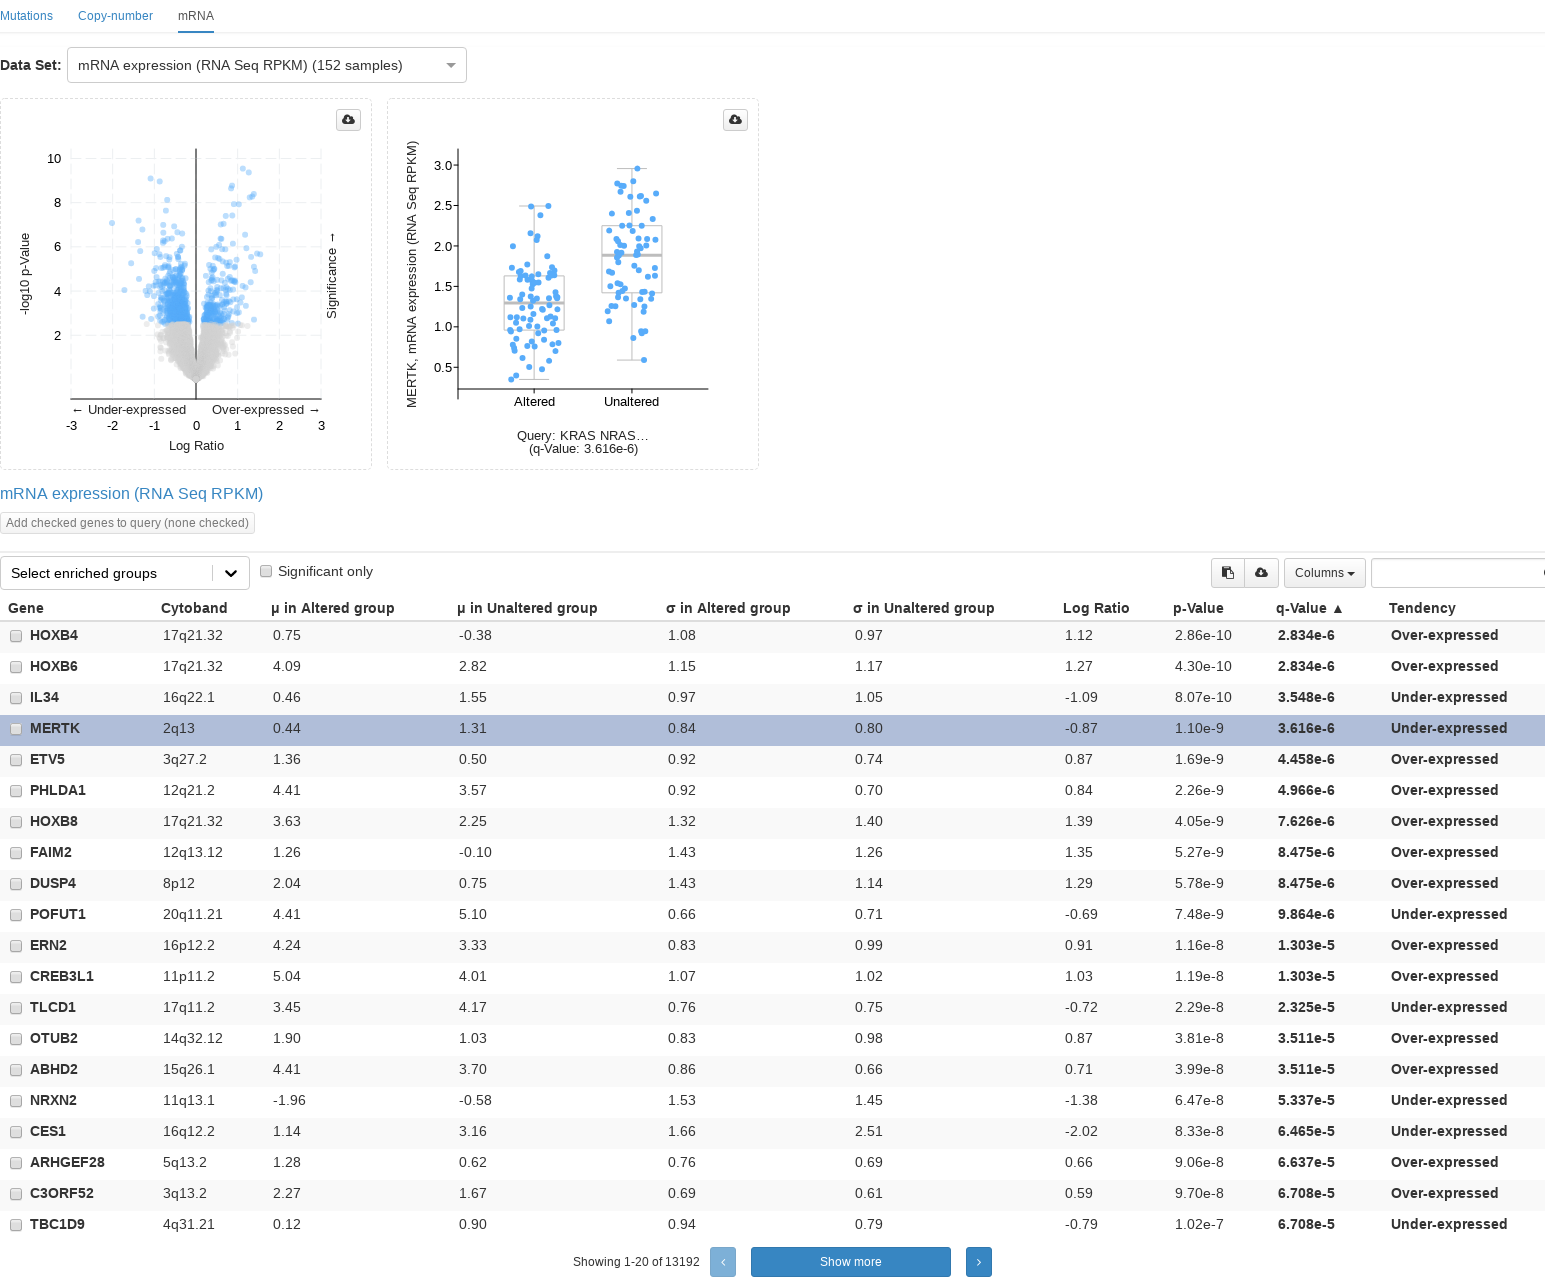 Mutations Copy-number mRNA
Data Set: mRNA expression (RNA Seq RPKM) (152 samples)
10
8
6
4
2
-log10 p-Value
Significance →
← Under-expressed Over-expressed →
-3 -2 -1 0 1 2 3
Log Ratio
MERTK, mRNA expression (RNA Seq RPKM)
3.0
2.5
2.0
1.5
1.0
0.5
Altered Unaltered
Query: KRAS NRAS…
(q-Value: 3.616e-6)
mRNA expression (RNA Seq RPKM)
Add checked genes to query (none checked)
Select enriched groups Significant only Columns
Gene Cytoband μ in Altered group μ in Unaltered group σ in Altered group σ in Unaltered group Log Ratio p-Value q-Value ▲ Tendency
HOXB4 17q21.32 0.75 -0.38 1.08 0.97 1.12 2.86e-10 2.834e-6 Over-expressed
HOXB6 17q21.32 4.09 2.82 1.15 1.17 1.27 4.30e-10 2.834e-6 Over-expressed
IL34 16q22.1 0.46 1.55 0.97 1.05 -1.09 8.07e-10 3.548e-6 Under-expressed
MERTK 2q13 0.44 1.31 0.84 0.80 -0.87 1.10e-9 3.616e-6 Under-expressed
ETV5 3q27.2 1.36 0.50 0.92 0.74 0.87 1.69e-9 4.458e-6 Over-expressed
PHLDA1 12q21.2 4.41 3.57 0.92 0.70 0.84 2.26e-9 4.966e-6 Over-expressed
HOXB8 17q21.32 3.63 2.25 1.32 1.40 1.39 4.05e-9 7.626e-6 Over-expressed
FAIM2 12q13.12 1.26 -0.10 1.43 1.26 1.35 5.27e-9 8.475e-6 Over-expressed
DUSP4 8p12 2.04 0.75 1.43 1.14 1.29 5.78e-9 8.475e-6 Over-expressed
POFUT1 20q11.21 4.41 5.10 0.66 0.71 -0.69 7.48e-9 9.864e-6 Under-expressed
ERN2 16p12.2 4.24 3.33 0.83 0.99 0.91 1.16e-8 1.303e-5 Over-expressed
CREB3L1 11p11.2 5.04 4.01 1.07 1.02 1.03 1.19e-8 1.303e-5 Over-expressed
TLCD1 17q11.2 3.45 4.17 0.76 0.75 -0.72 2.29e-8 2.325e-5 Under-expressed
OTUB2 14q32.12 1.90 1.03 0.83 0.98 0.87 3.81e-8 3.511e-5 Over-expressed
ABHD2 15q26.1 4.41 3.70 0.86 0.66 0.71 3.99e-8 3.511e-5 Over-expressed
NRXN2 11q13.1 -1.96 -0.58 1.53 1.45 -1.38 6.47e-8 5.337e-5 Under-expressed
CES1 16q12.2 1.14 3.16 1.66 2.51 -2.02 8.33e-8 6.465e-5 Under-expressed
ARHGEF28 5q13.2 1.28 0.62 0.76 0.69 0.66 9.06e-8 6.637e-5 Over-expressed
C3ORF52 3q13.2 2.27 1.67 0.69 0.61 0.59 9.70e-8 6.708e-5 Over-expressed
TBC1D9 4q31.21 0.12 0.90 0.94 0.79 -0.79 1.02e-7 6.708e-5 Under-expressed
Showing 1-20 of 13192 ‹ Show more ›